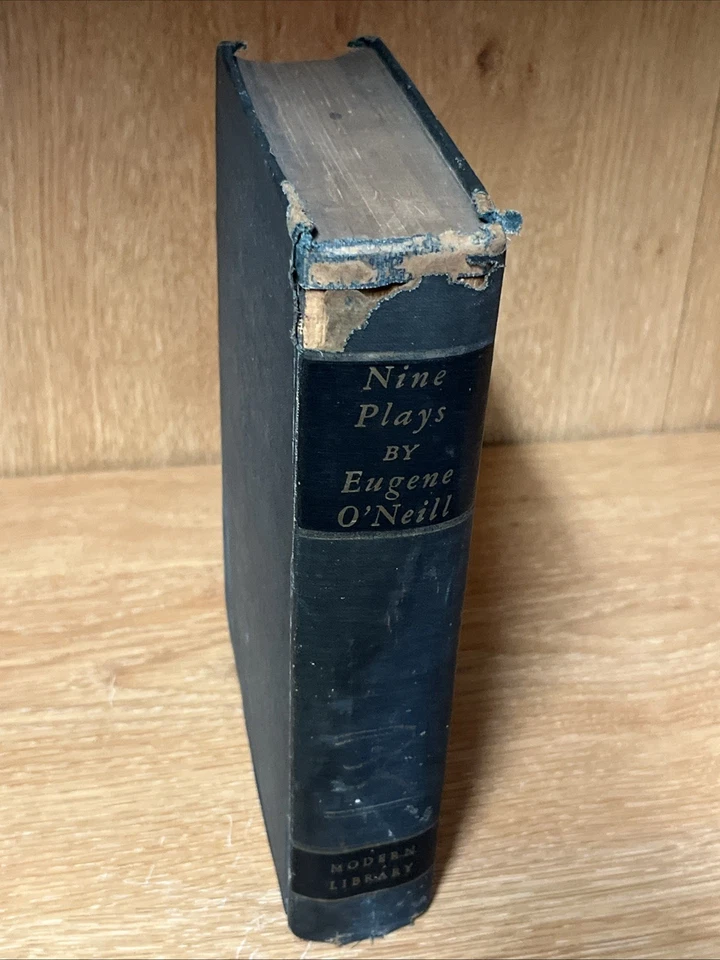 Nine
Plays
BY
Eugene
O'Neill
MODERN
LIBRARY